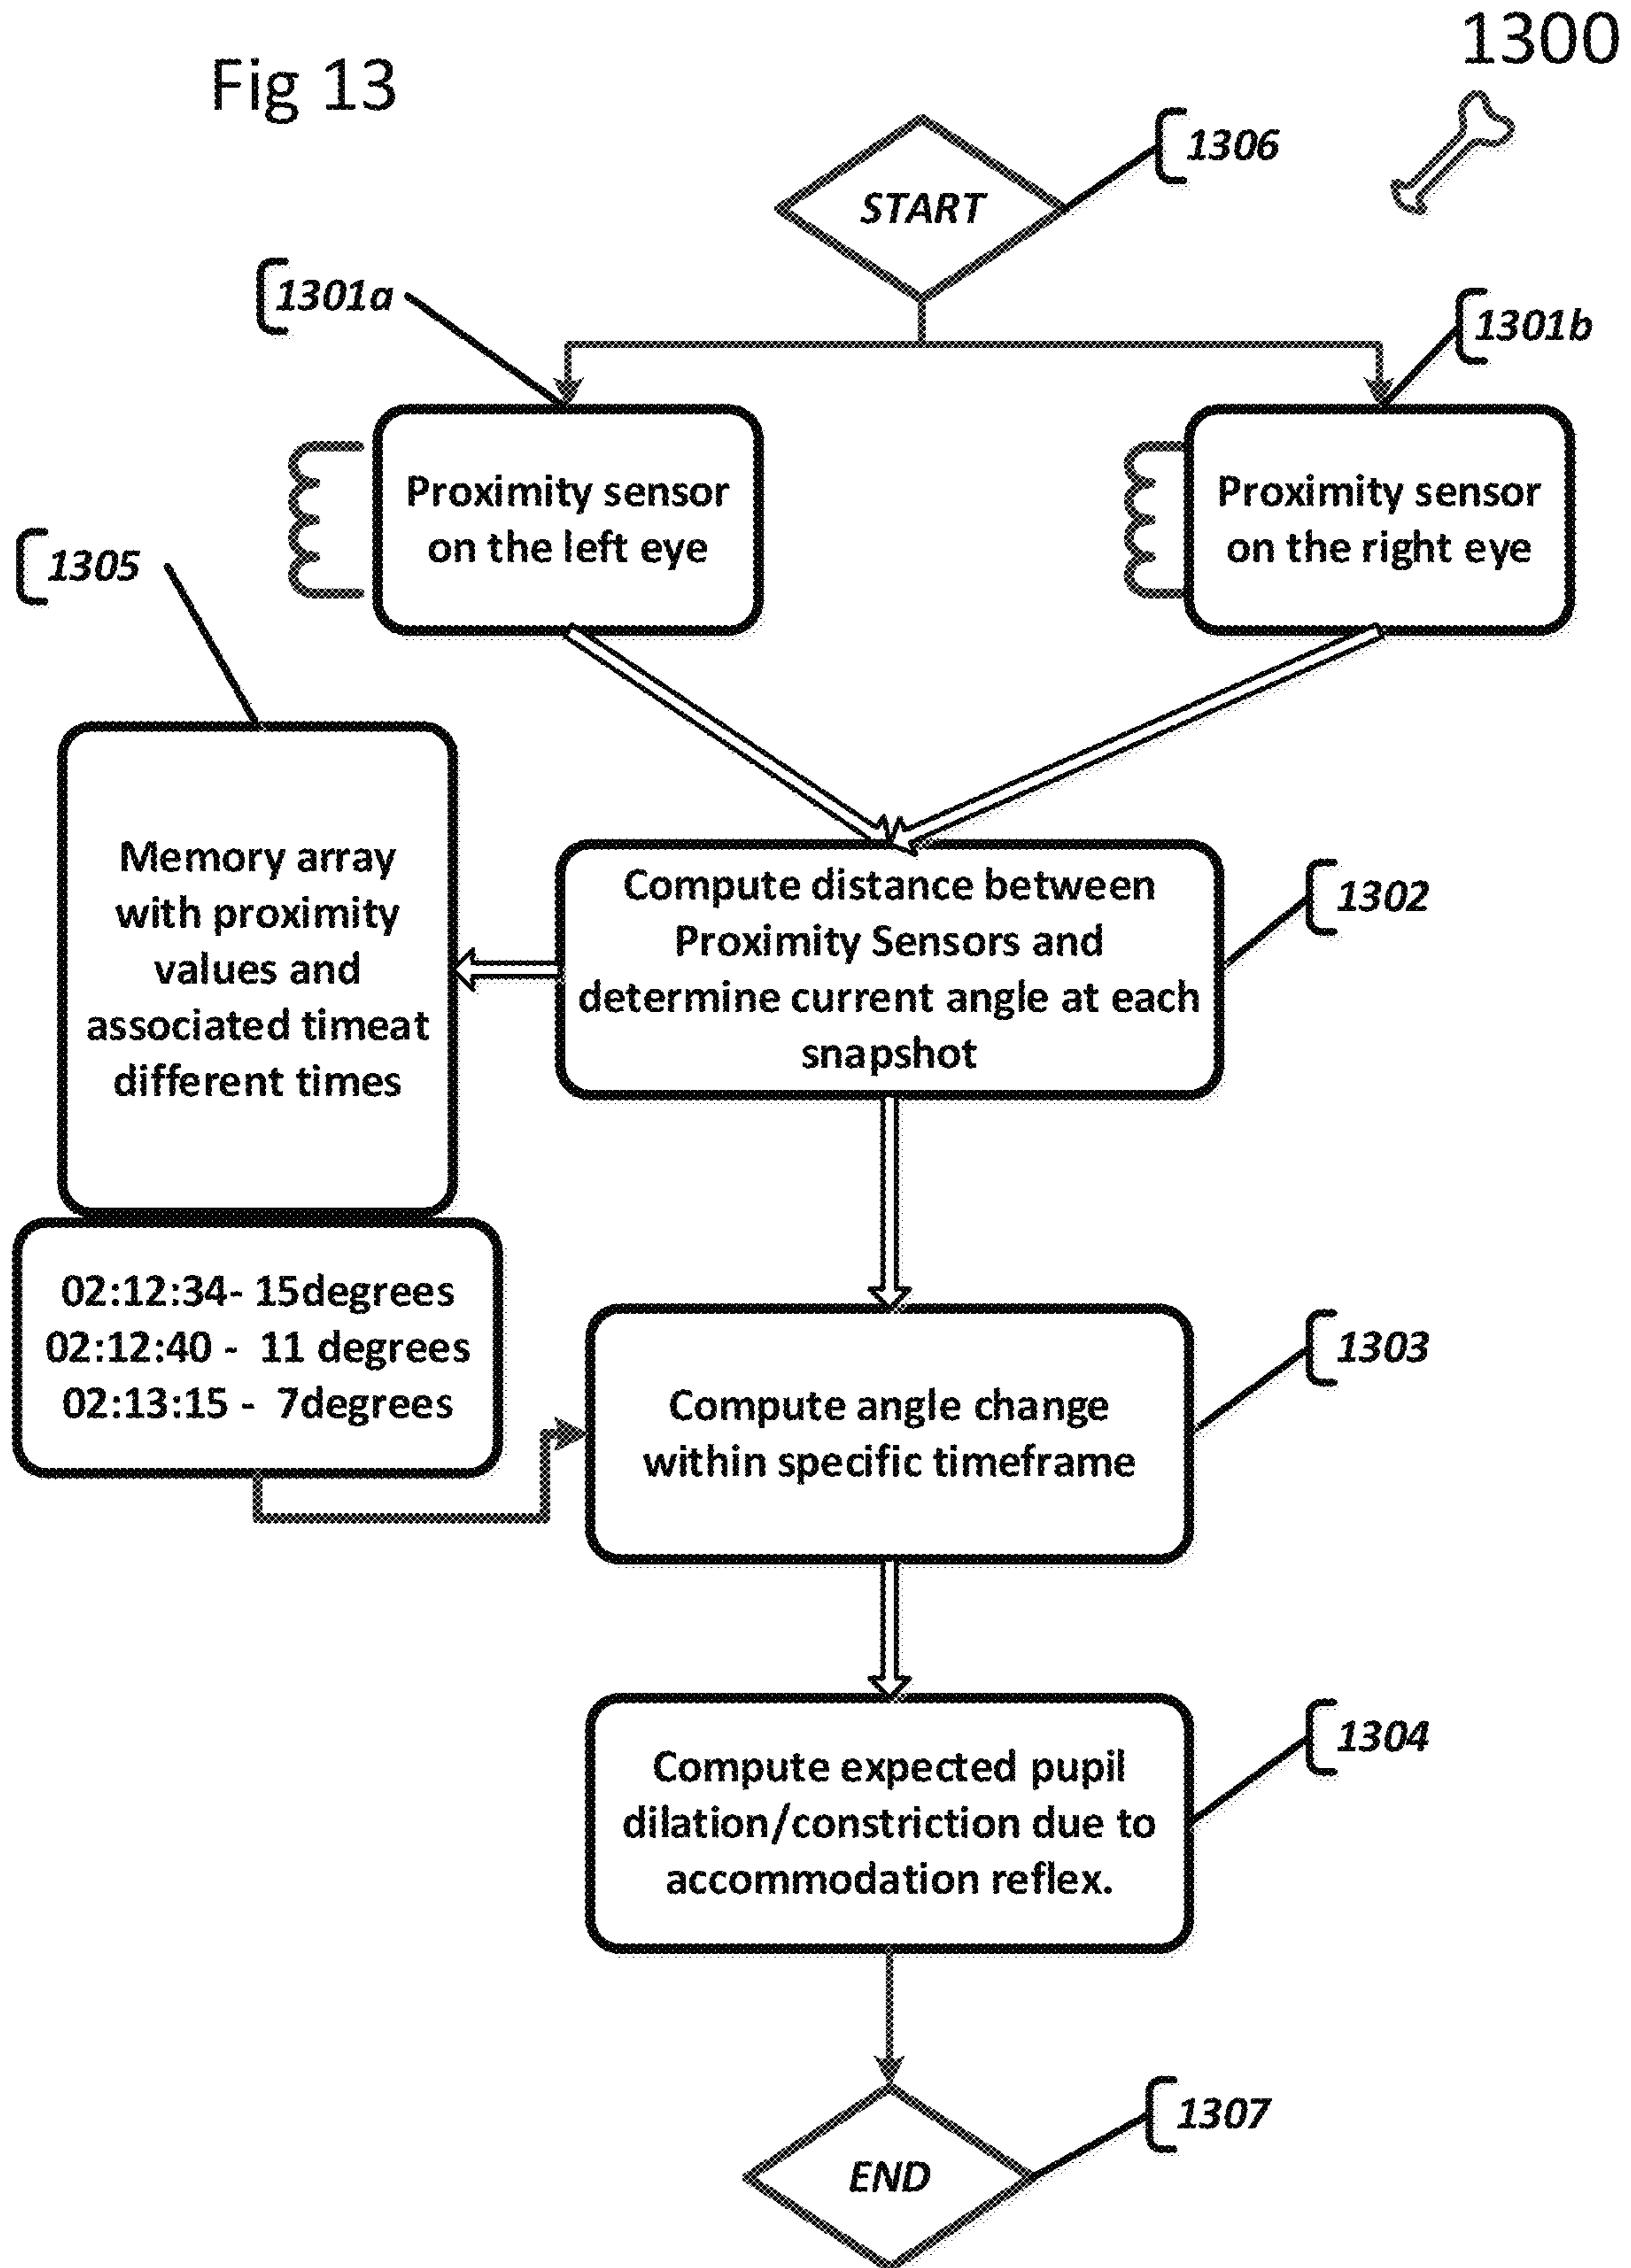 Fig 13
1300
START
1306
1301a
1301b
Proximity sensor
on the left eye
Proximity sensor
on the right eye
1305
Memory array
with proximity
values and
associated timeat
different times
Compute distance between
Proximity Sensors and
determine current angle at each
snapshot
1302
02:12:34- 15degrees
02:12:40 - 11 degrees
02:13:15 - 7degrees
Compute angle change
within specific timeframe
1303
Compute expected pupil
dilation/constriction due to
accommodation reflex.
1304
END
1307